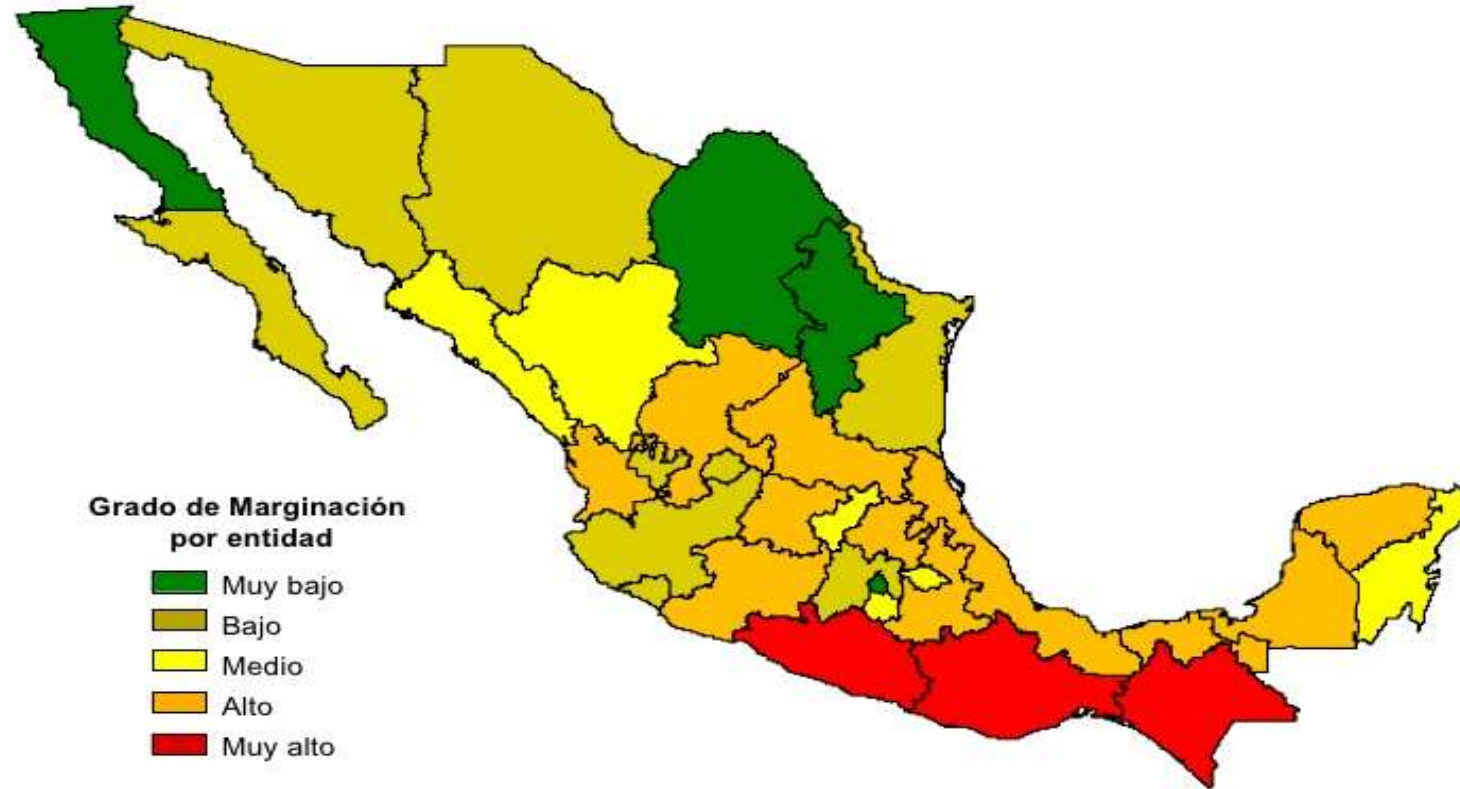 Grado de Marginación
por entidad
Muy bajo
Bajo
Medio
Alto
Muy alto